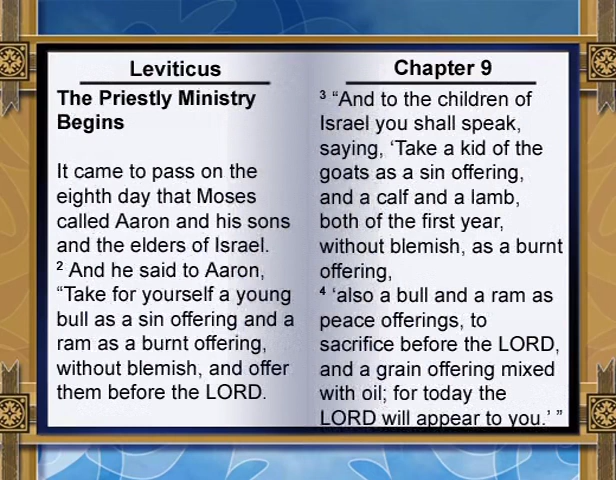 Leviticus
The Priestly Ministry
Begins
It came to pass on the
eighth day that Moses
called Aaron and his sons
and the elders of Israel.
² And he said to Aaron,
“Take for yourself a young
bull as a sin offering and a
ram as a burnt offering,
without blemish, and offer
them before the LORD.
Chapter 9
³ “And to the children of
Israel you shall speak,
saying, ‘Take a kid of the
goats as a sin offering,
and a calf and a lamb,
both of the first year,
without blemish, as a burnt
offering,
⁴ ‘also a bull and a ram as
peace offerings, to
sacrifice before the LORD,
and a grain offering mixed
with oil; for today the
LORD will appear to you.’ ”